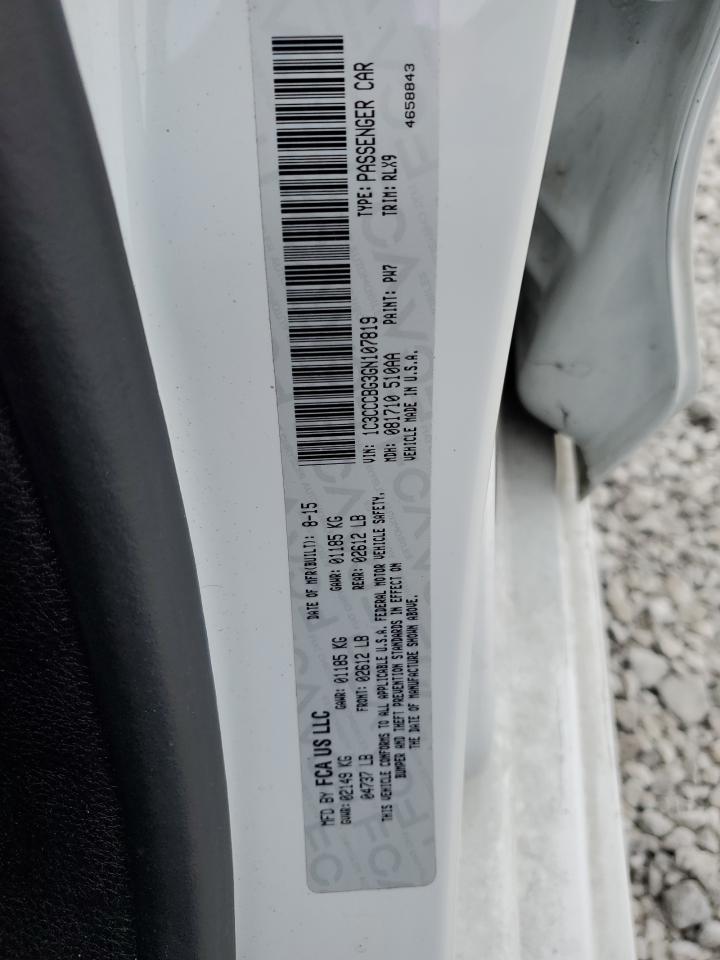 MFD BY FCA US LLC
DATE OF MFR(BUILT): 8-15
GVWR: 02149 KG
04737 LB
GAWR: 01185 KG
FRONT: 02612 LB
GAWR: 01185 KG
REAR: 02612 LB
THIS VEHICLE CONFORMS TO ALL APPLICABLE U.S.A. FEDERAL MOTOR VEHICLE SAFETY,
BUMPER AND THEFT PREVENTION STANDARDS IN EFFECT ON
THE DATE OF MANUFACTURE SHOWN ABOVE.
VIN: 1C3CCCBG3GN107819
TYPE: PASSENGER CAR
MDH: 081710 510AA
PAINT: PW7
TRIM: RLX9
VEHICLE MADE IN U.S.A.
4658843